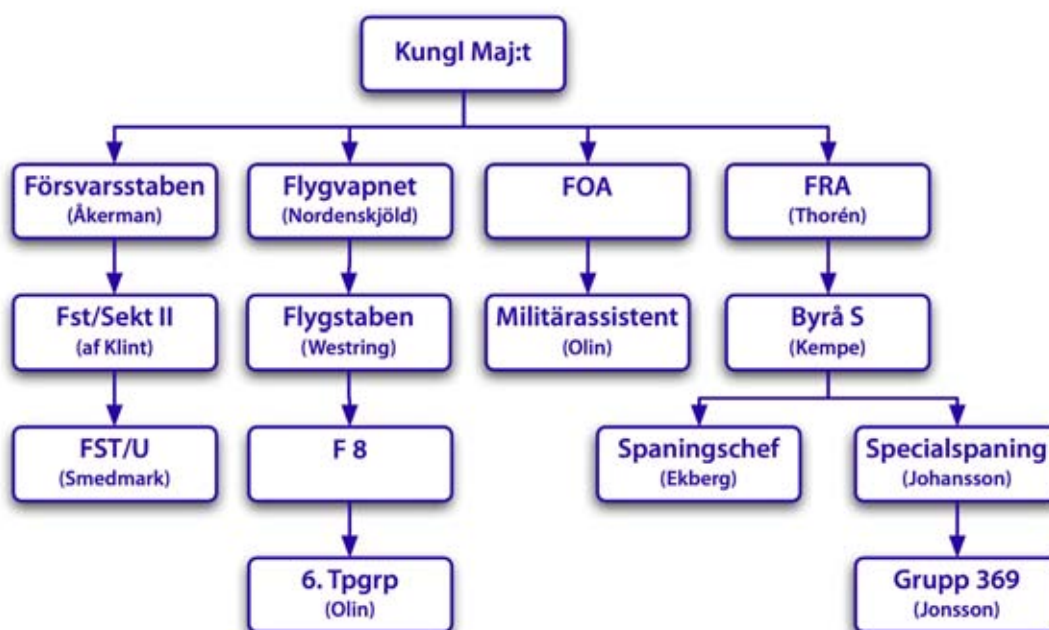 Kungl Maj:t
Försvarsstaben
(Åkerman)
Flygvapnet
(Nordenskjöld)
FOA
FRA
(Thorén)
Fst/Sekt II
(af Klint)
Flygstaben
(Westring)
Militärassistent
(Olin)
Byrå S
(Kempe)
FST/U
(Smedmark)
F 8
Spaningschef
(Ekberg)
Specialspaning
(Johansson)
6. Tpgrp
(Olin)
Grupp 369
(Jonsson)